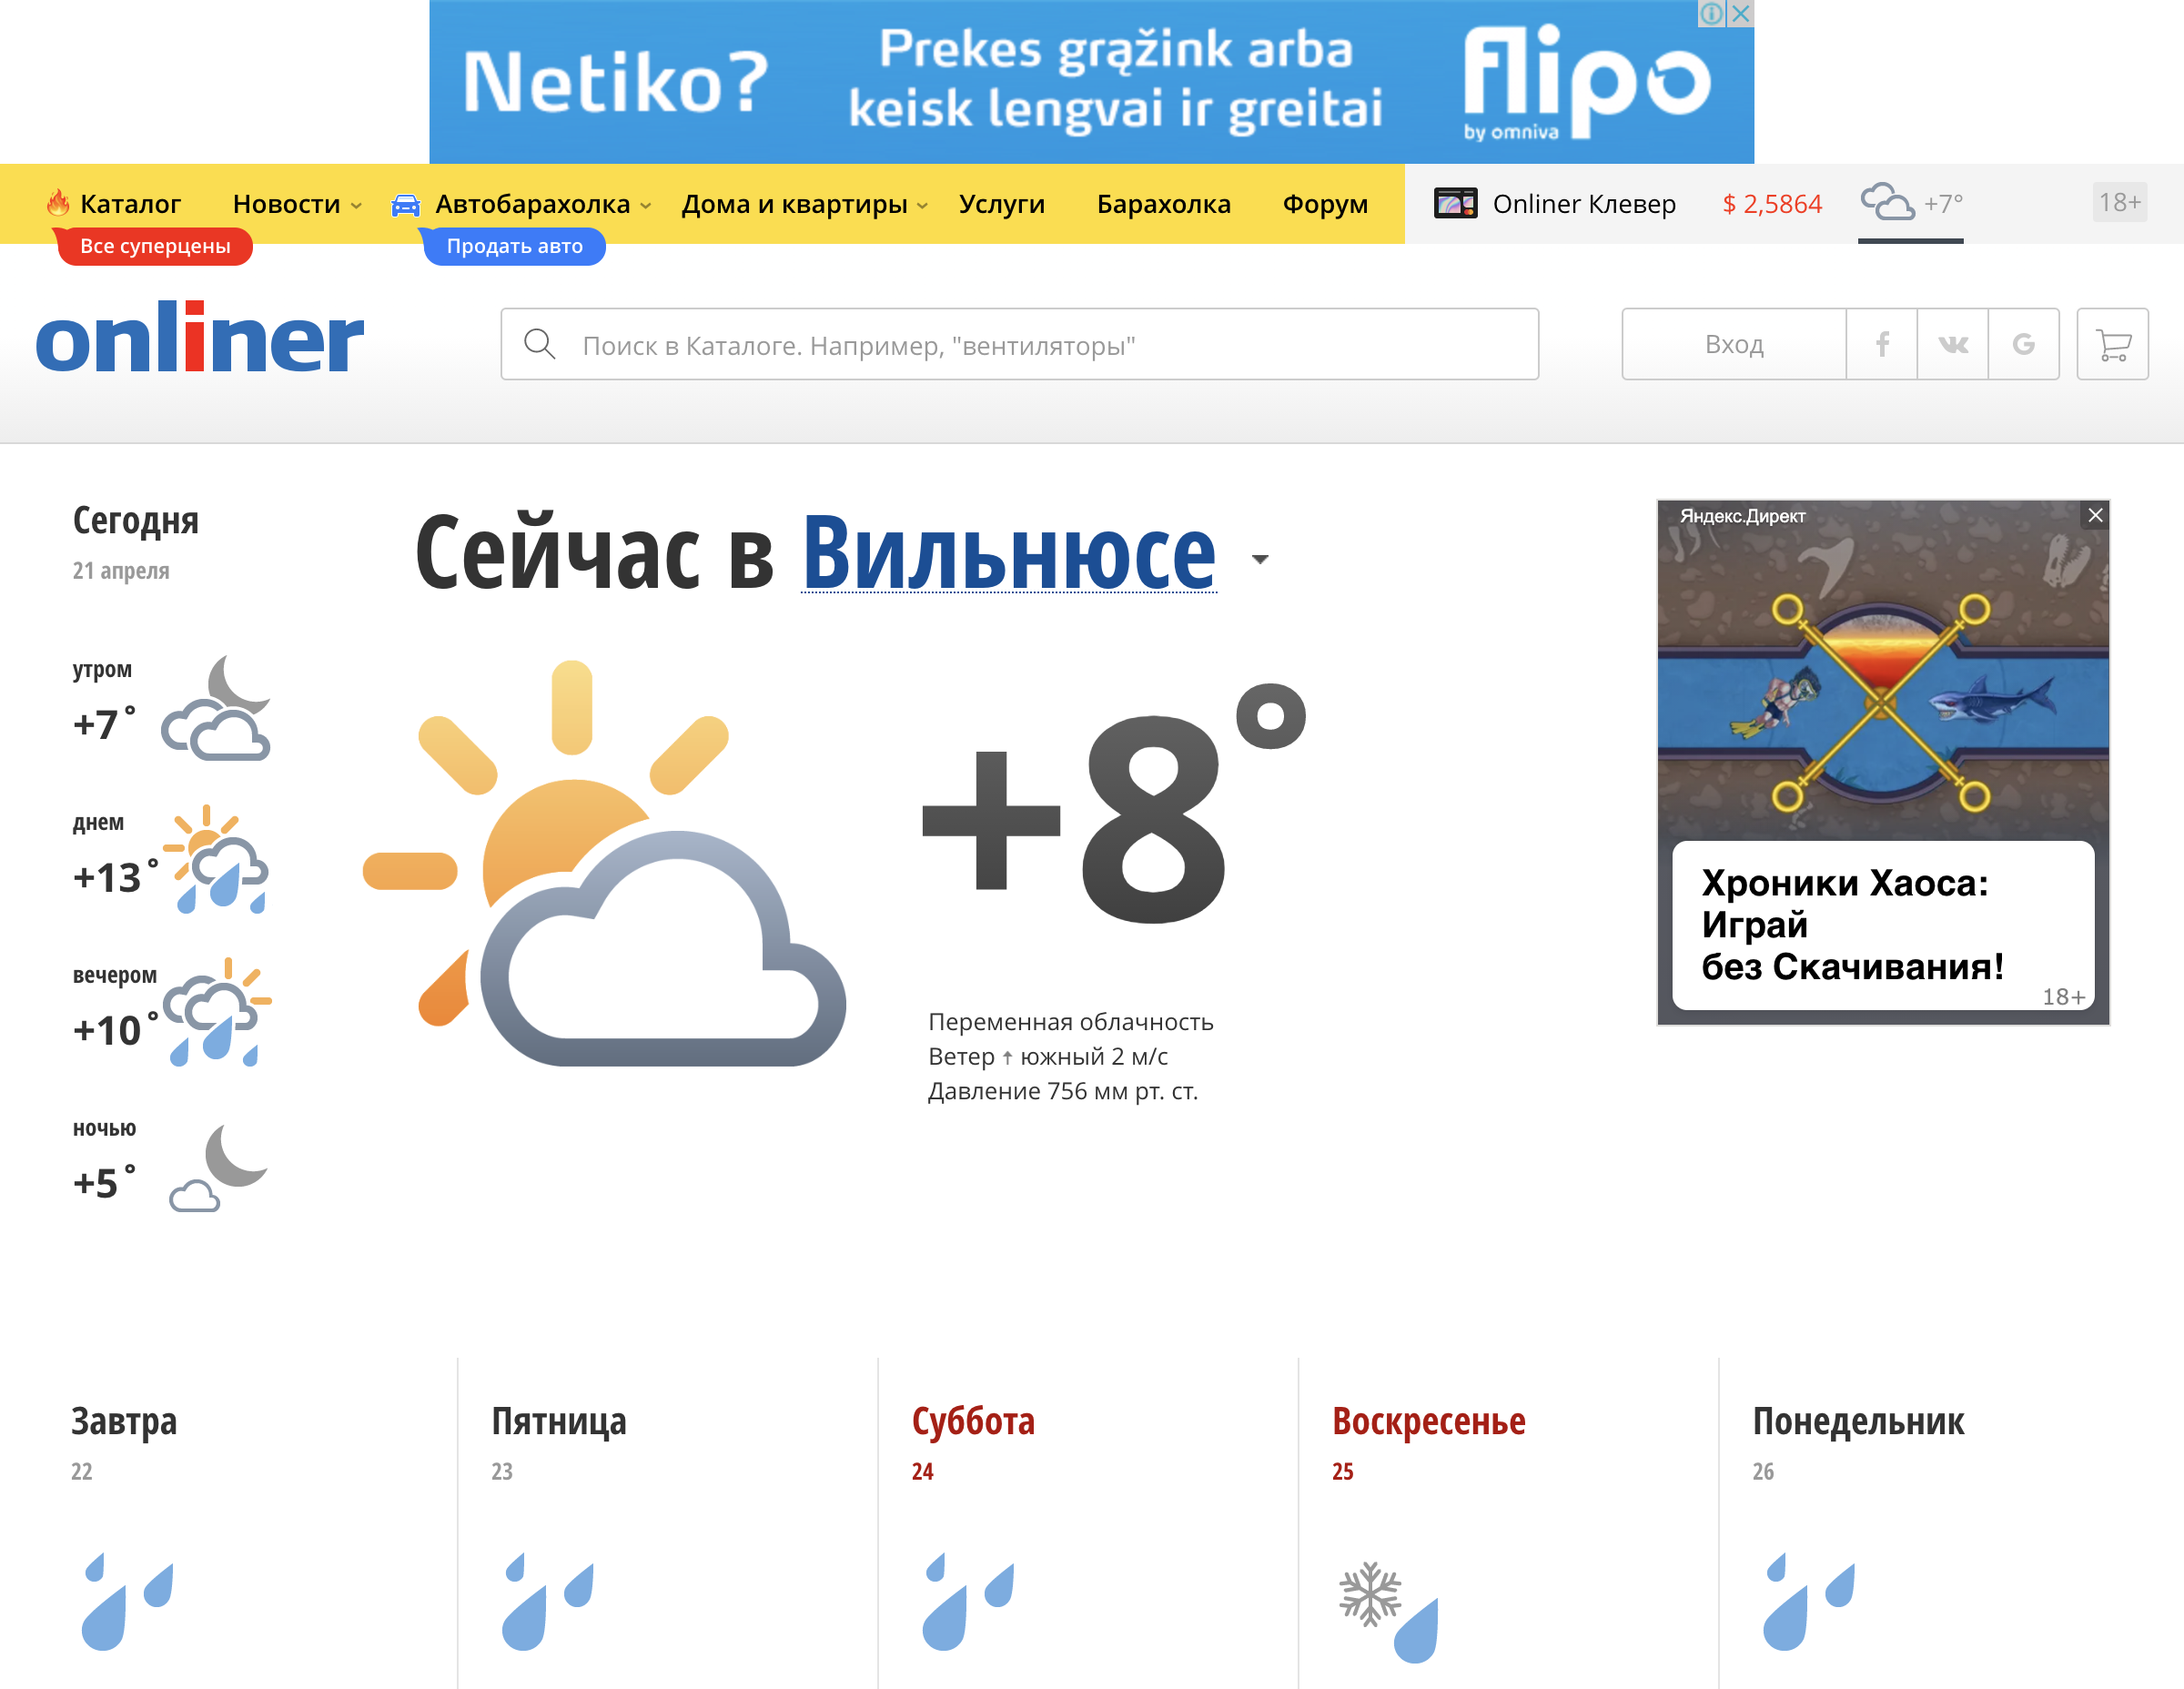 Netiko?
Prekes grąžink arba
keisk lengvai ir greitai
flipo
by omniva
Каталог
Новости
Автобарахолка
Дома и квартиры
Услуги
Барахолка
Форум
Onliner Клевер
$ 2,5864
+7°
18+
Все суперцены
Продать авто
onliner
Поиск в Каталоге. Например, "вентиляторы"
Вход
Сегодня
21 апреля
утром
+7°
днем
+13°
вечером
+10°
ночью
+5°
Сейчас в Вильнюсе
+8°
Переменная облачность
Ветер ↑ южный 2 м/с
Давление 756 мм рт. ст.
Яндекс.Директ
Хроники Хаоса:
Играй
без Скачивания!
18+
Завтра
22
Пятница
23
Суббота
24
Воскресенье
25
Понедельник
26